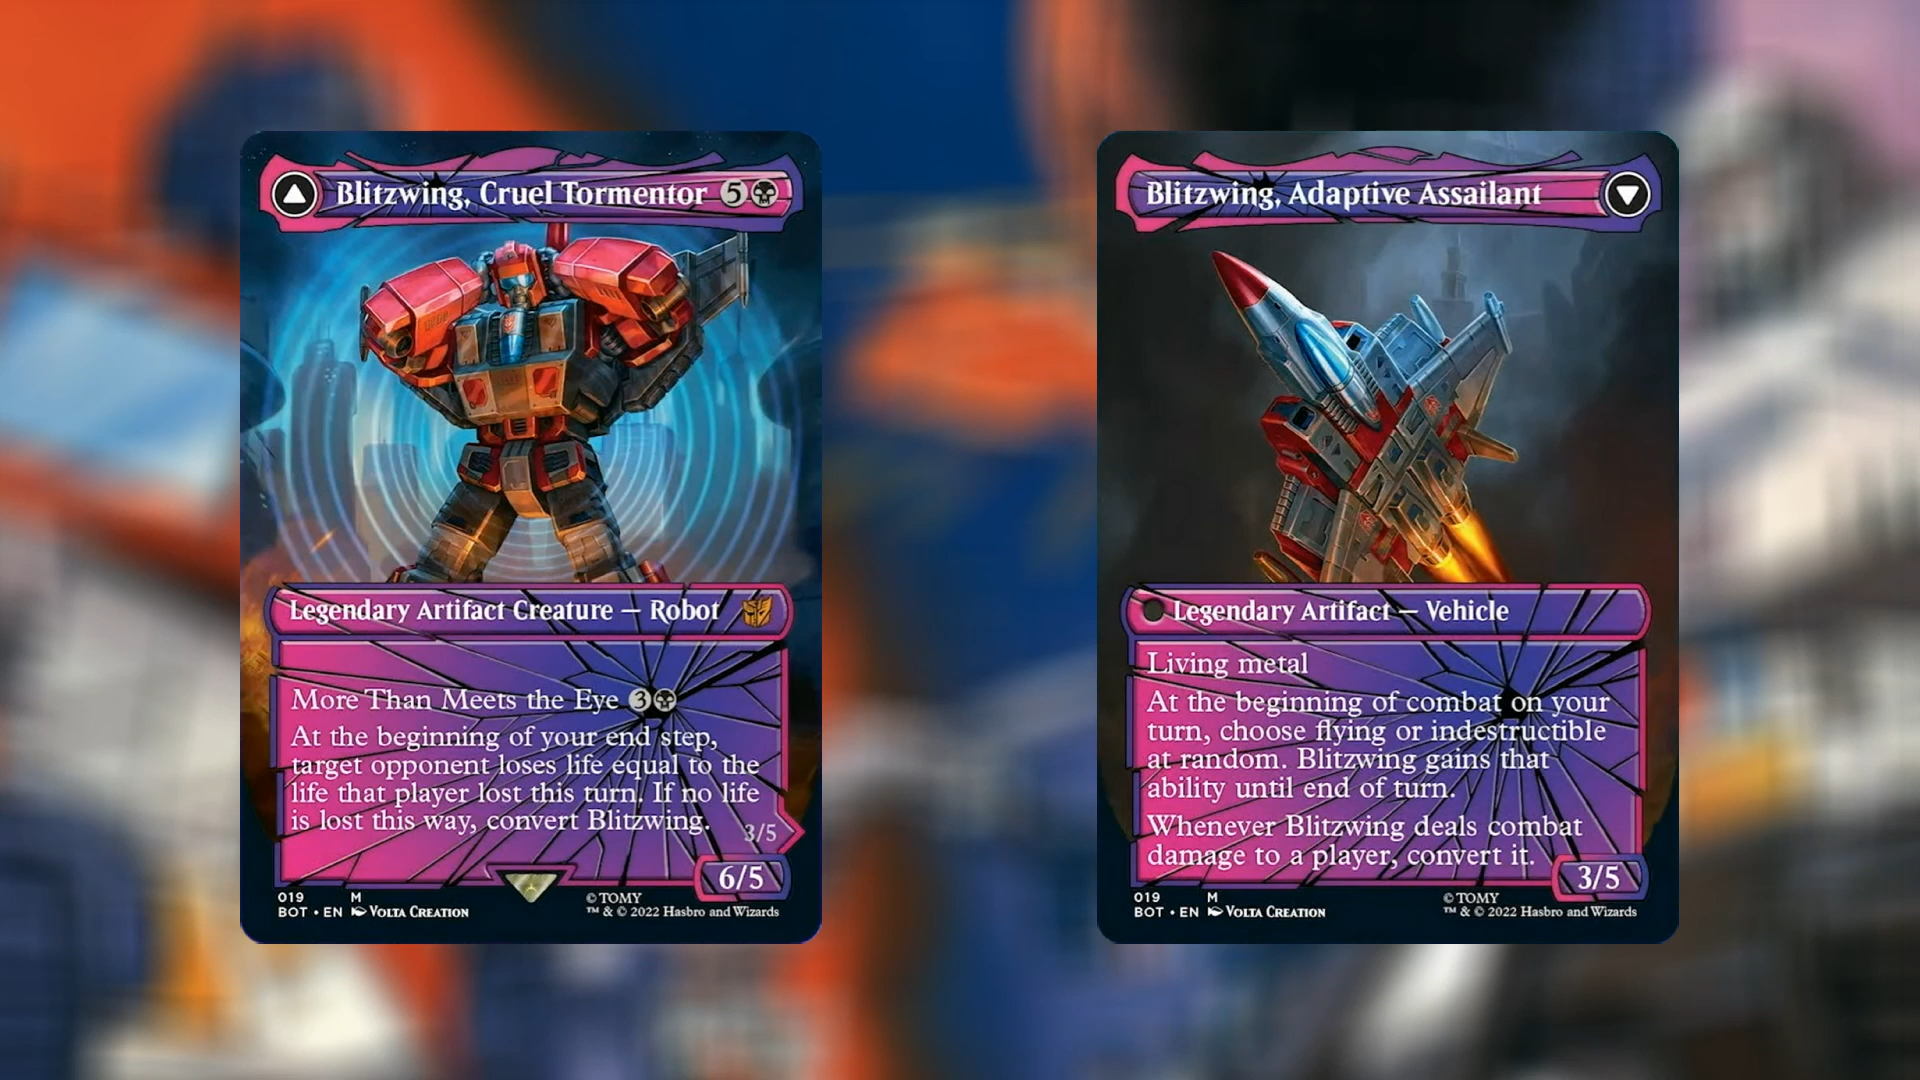 Blitzwing, Cruel Tormentor 5
Legendary Artifact Creature — Robot
More Than Meets the Eye 3
At the beginning of your end step,
target opponent loses life equal to the
life that player lost this turn. If no life
is lost this way, convert Blitzwing.
3/5
6/5
019 M
BOT • EN VOLTA CREATION
© TOMY
™ & © 2022 Hasbro and Wizards
Blitzwing, Adaptive Assailant
Legendary Artifact — Vehicle
Living metal
At the beginning of combat on your
turn, choose flying or indestructible
at random. Blitzwing gains that
ability until end of turn.
Whenever Blitzwing deals combat
damage to a player, convert it.
3/5
019 M
BOT • EN VOLTA CREATION
© TOMY
™ & © 2022 Hasbro and Wizards